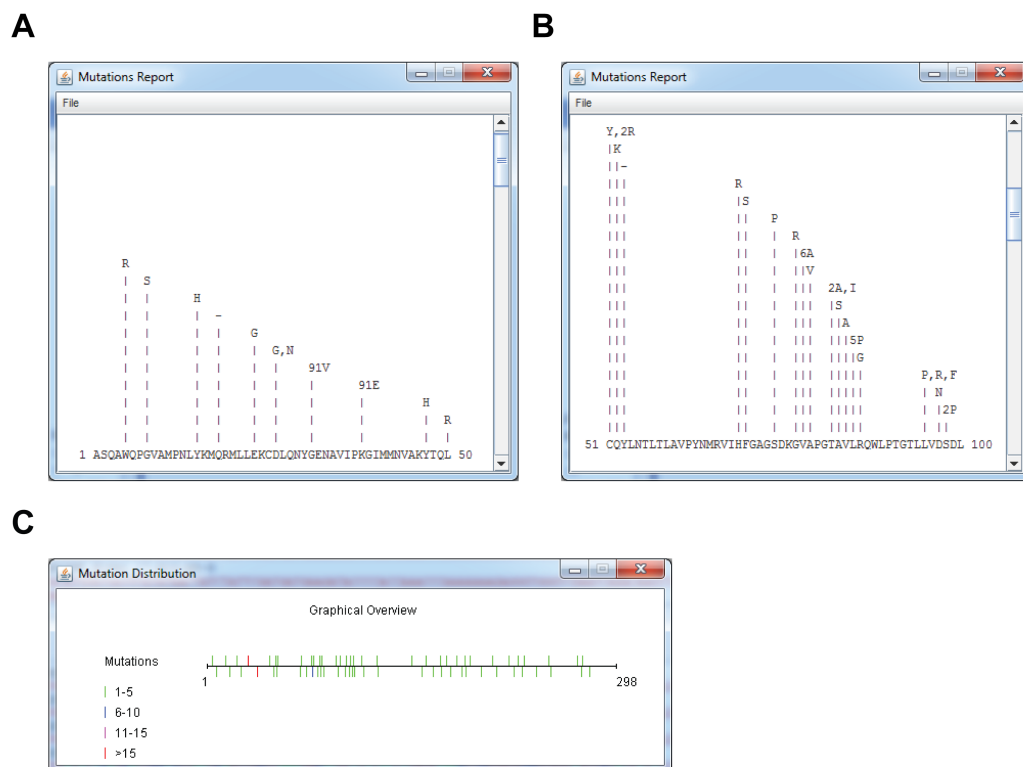 A
B
Mutations Report
File
R
S
H
-
G
G,N
91V
91E
H
R
1 ASQAWQPGVAMPNLYKMQRMLLEKCDLQNYGENAVIPKGIMMNVAKYTQL 50
Mutations Report
File
Y,2R
K
-
R
S
P
R
6A
V
2A,I
S
A
5P
G
P,R,F
N
2P
51 CQYLNTLTLAVPYNMRVIHFGAGSDKGVAPGTAVLRQWLPTGTLLVDSDL 100
C
Mutation Distribution
Graphical Overview
Mutations
1 298
1-5
6-10
11-15
>15